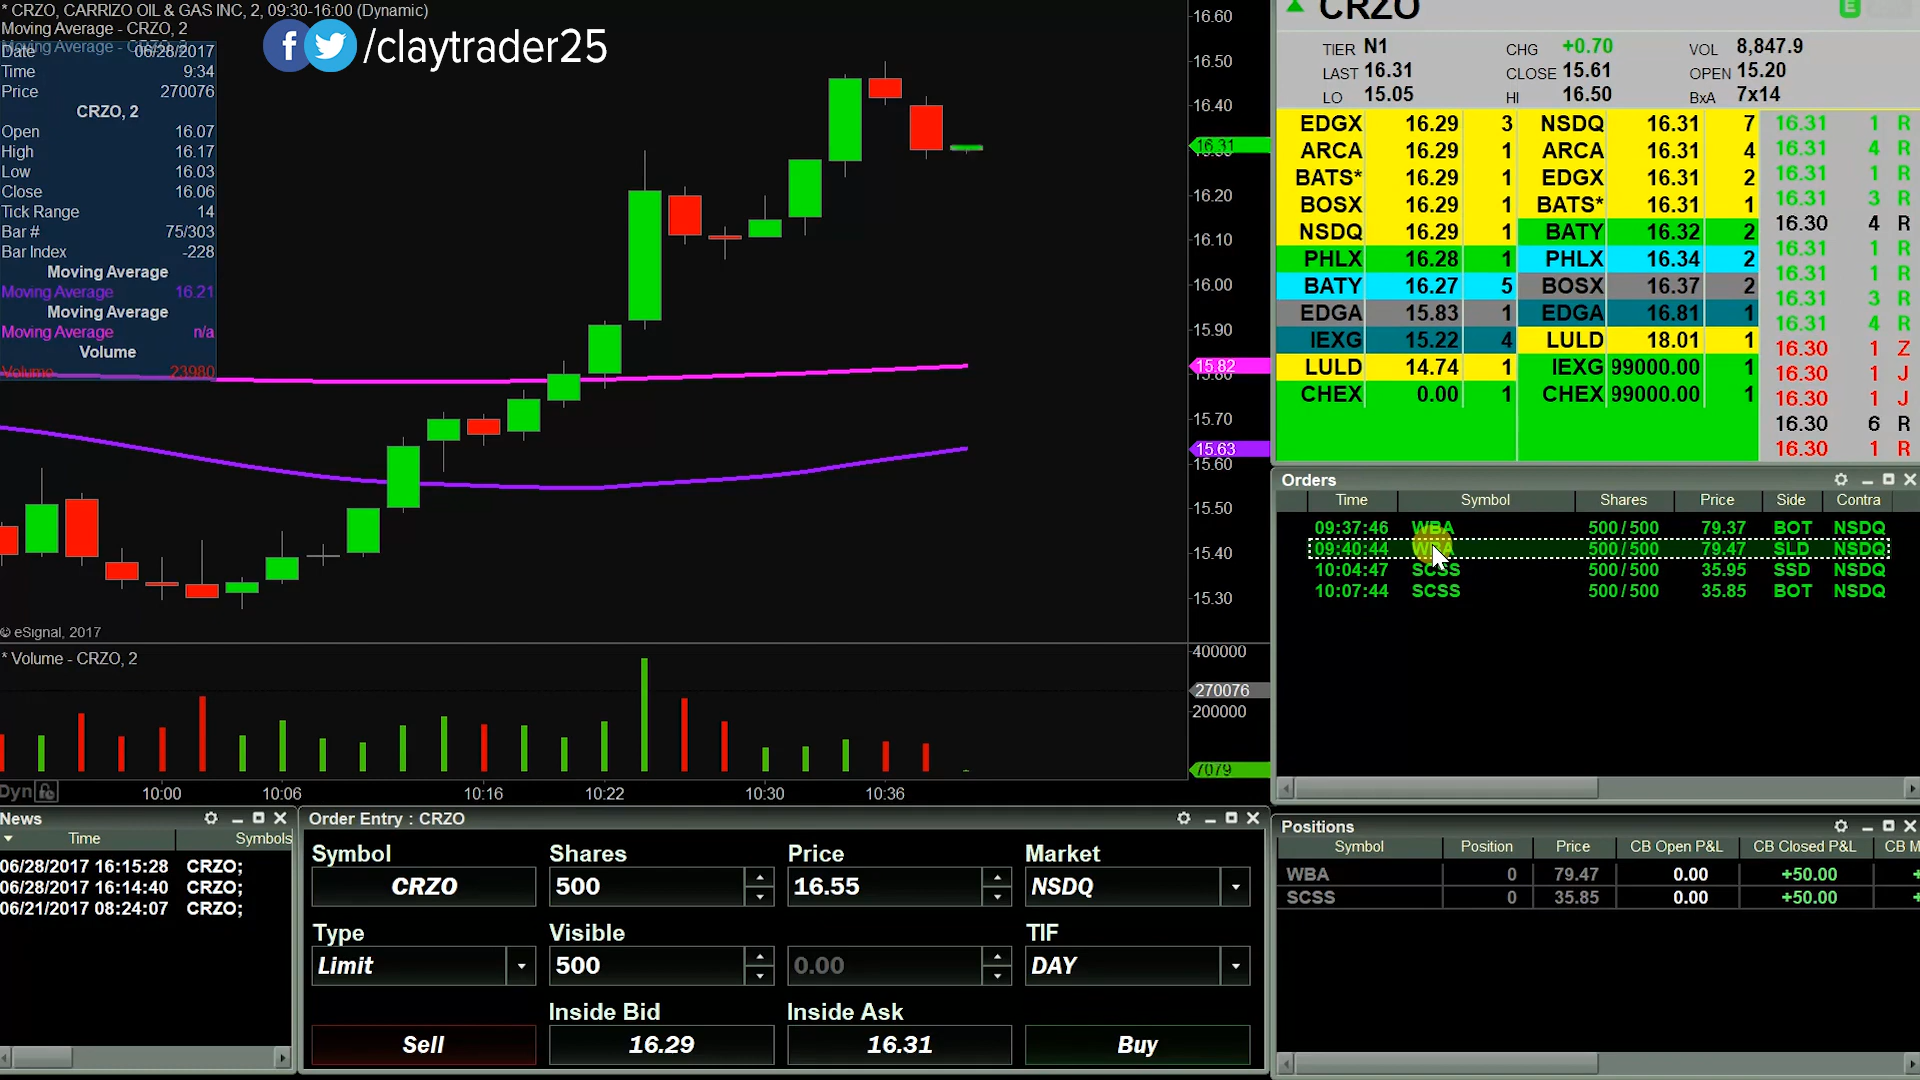 * CRZO, CARRIZO OIL & GAS INC, 2, 09:30-16:00 (Dynamic)
Moving Average - CRZO, 2
Moving Average - CRZO, 2
/claytrader25
Date 06/28/2017
Time 9:34
Price 270076
CRZO, 2
Open 16.07
High 16.17
Low 16.03
Close 16.06
Tick Range 14
Bar # 75/303
Bar Index -228
Moving Average
Moving Average 16.21
Moving Average
Moving Average n/a
Volume
Volume 23980
16.60
16.50
16.40
16.31
16.20
16.10
16.00
15.90
15.82
15.80
15.70
15.63
15.60
15.50
15.40
15.30
© eSignal, 2017
* Volume - CRZO, 2
400000
270076
200000
7079
Dyn
10:00 10:06 10:16 10:22 10:30 10:36
CRZO
E
TIER N1 CHG +0.70 VOL 8,847.9
LAST 16.31 CLOSE 15.61 OPEN 15.20
LO 15.05 HI 16.50 BxA 7x14
EDGX 16.29 3 NSDQ 16.31 7 16.31 1 R
ARCA 16.29 1 ARCA 16.31 4 16.31 4 R
BATS* 16.29 1 EDGX 16.31 2 16.31 1 R
BOSX 16.29 1 BATS* 16.31 1 16.31 3 R
NSDQ 16.29 1 BATY 16.32 2 16.30 4 R
PHLX 16.28 1 PHLX 16.34 2 16.31 1 R
BATY 16.27 5 BOSX 16.37 2 16.31 1 R
EDGA 15.83 1 EDGA 16.81 1 16.31 3 R
IEXG 15.22 4 LULD 18.01 1 16.31 4 R
LULD 14.74 1 IEXG 99000.00 1 16.30 1 Z
CHEX 0.00 1 CHEX 99000.00 1 16.30 1 J
16.30 1 J
16.30 6 R
16.30 1 R
Orders
Time Symbol Shares Price Side Contra
09:37:46 WBA 500/500 79.37 BOT NSDQ
09:40:44 WBA 500/500 79.47 SLD NSDQ
10:04:47 SCSS 500/500 35.95 SSD NSDQ
10:07:44 SCSS 500/500 35.85 BOT NSDQ
News
Time Symbols
06/28/2017 16:15:28 CRZO;
06/28/2017 16:14:40 CRZO;
06/21/2017 08:24:07 CRZO;
Order Entry : CRZO
Symbol Shares Price Market
CRZO 500 16.55 NSDQ
Type Visible TIF
Limit 500 0.00 DAY
Inside Bid Inside Ask
Sell 16.29 16.31 Buy
Positions
Symbol Position Price CB Open P&L CB Closed P&L CB M
WBA 0 79.47 0.00 +50.00 +
SCSS 0 35.85 0.00 +50.00 +